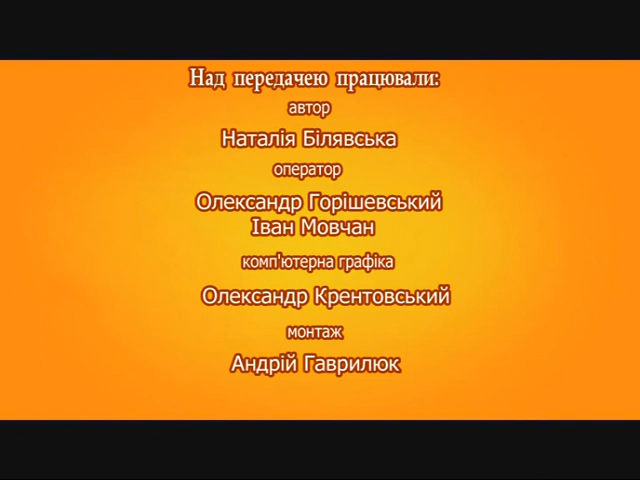 Над передачею працювали:
автор
Наталія Білявська
оператор
Олександр Горішевський
Іван Мовчан
комп'ютерна графіка
Олександр Крентовський
монтаж
Андрій Гаврилюк